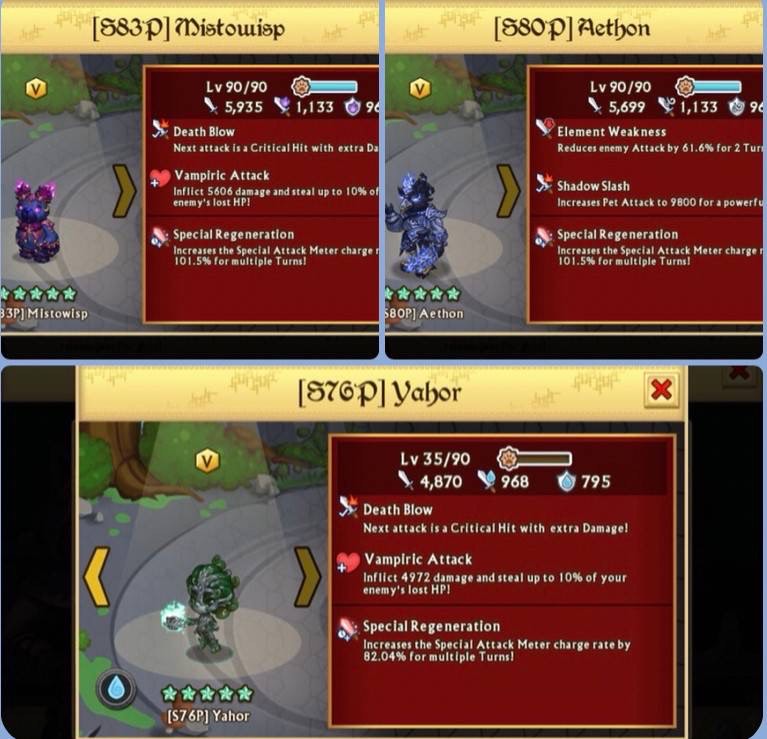 [S83P] Mistowisp
V
Lv 90/90
5,935 1,133 96
Death Blow
Next attack is a Critical Hit with extra Da
Vampiric Attack
Inflict 5606 damage and steal up to 10% of
enemy's lost HP!
Special Regeneration
Increases the Special Attack Meter charge r
101.5% for multiple Turns!
83P] Mistowisp
[S80P] Aethon
V
Lv 90/90
5,699 1,133 96
Element Weakness
Reduces enemy Attack by 61.6% for 2 Tur
Shadow Slash
Increases Pet Attack to 9800 for a powerfu
Special Regeneration
Increases the Special Attack Meter charge r
101.5% for multiple Turns!
S80P] Aethon
[S76P] Yahor
V
Lv 35/90
4,870 968 795
Death Blow
Next attack is a Critical Hit with extra Damage!
Vampiric Attack
Inflict 4972 damage and steal up to 10% of your
enemy's lost HP!
Special Regeneration
Increases the Special Attack Meter charge rate by
82.04% for multiple Turns!
[S76P] Yahor